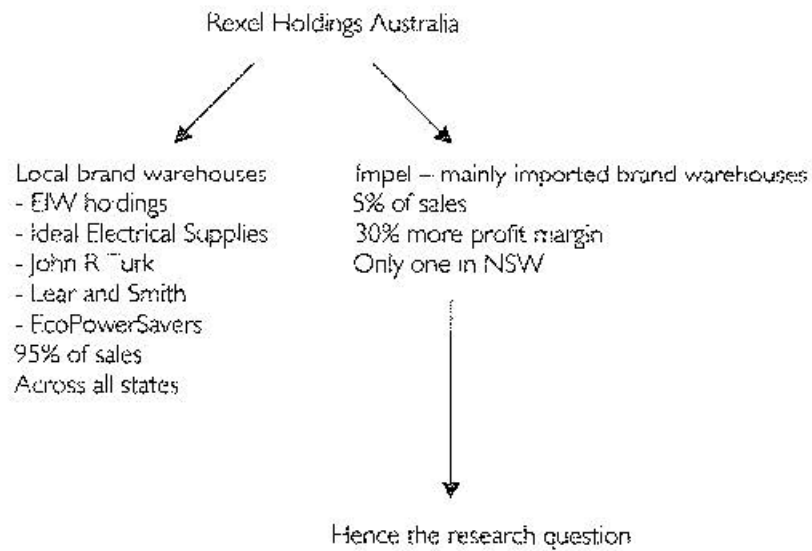 Rexel Holdings Australia
Local brand warehouses
- EIW holdings
- Ideal Electrical Supplies
- John R Turk
- Lear and Smith
- EcoPowerSavers
95% of sales
Across all states
Impel – mainly imported brand warehouses
5% of sales
30% more profit margin
Only one in NSW
Hence the research question